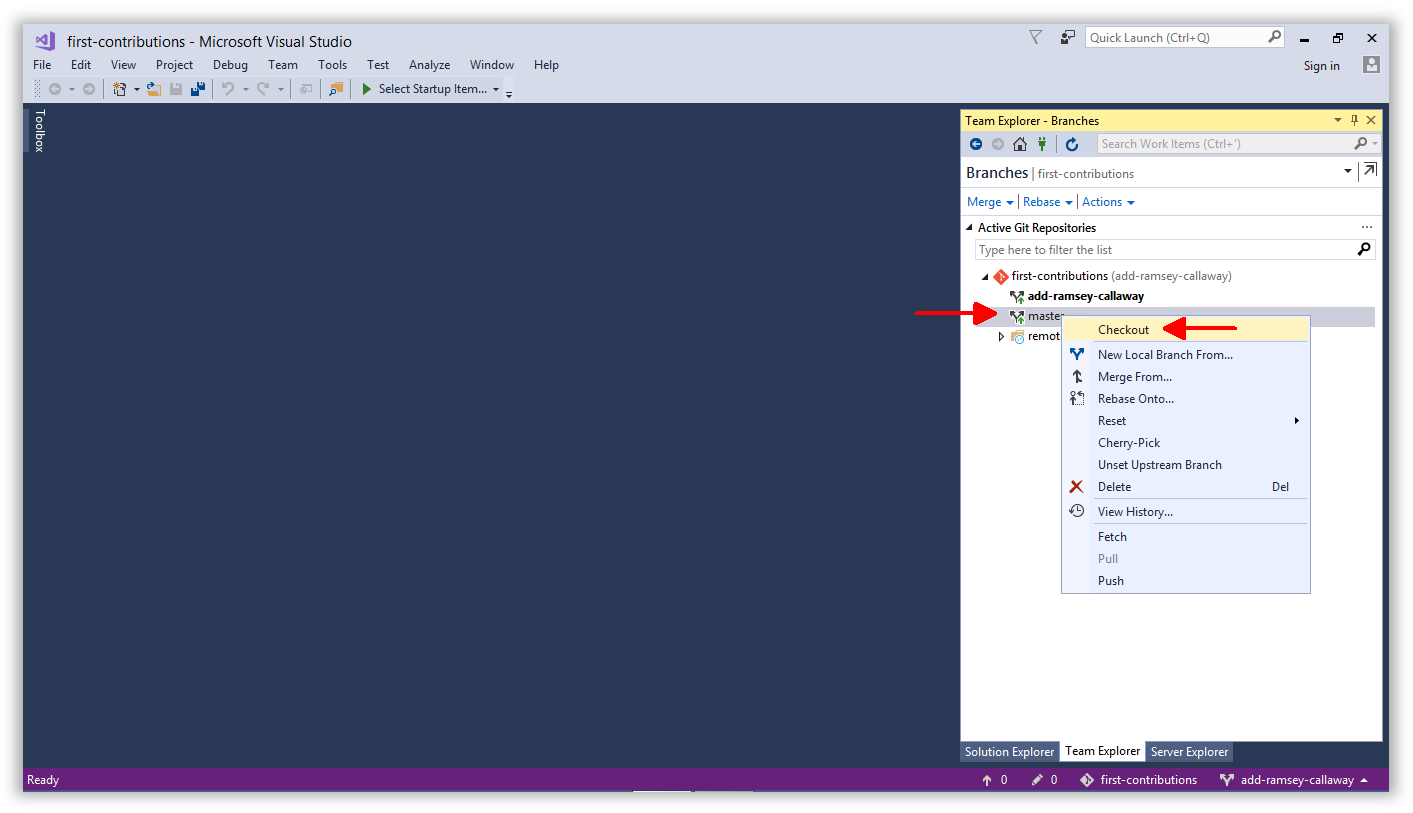 first-contributions - Microsoft Visual Studio
Quick Launch (Ctrl+Q)
File Edit View Project Debug Team Tools Test Analyze Window Help
Sign in
Select Startup Item...
Toolbox
Team Explorer - Branches
Search Work Items (Ctrl+')
Branches | first-contributions
Merge Rebase Actions
Active Git Repositories
Type here to filter the list
first-contributions (add-ramsey-callaway)
add-ramsey-callaway
master
remot
Checkout
New Local Branch From...
Merge From...
Rebase Onto...
Reset
Cherry-Pick
Unset Upstream Branch
Delete Del
View History...
Fetch
Pull
Push
Solution Explorer Team Explorer Server Explorer
Ready 0 0 first-contributions add-ramsey-callaway